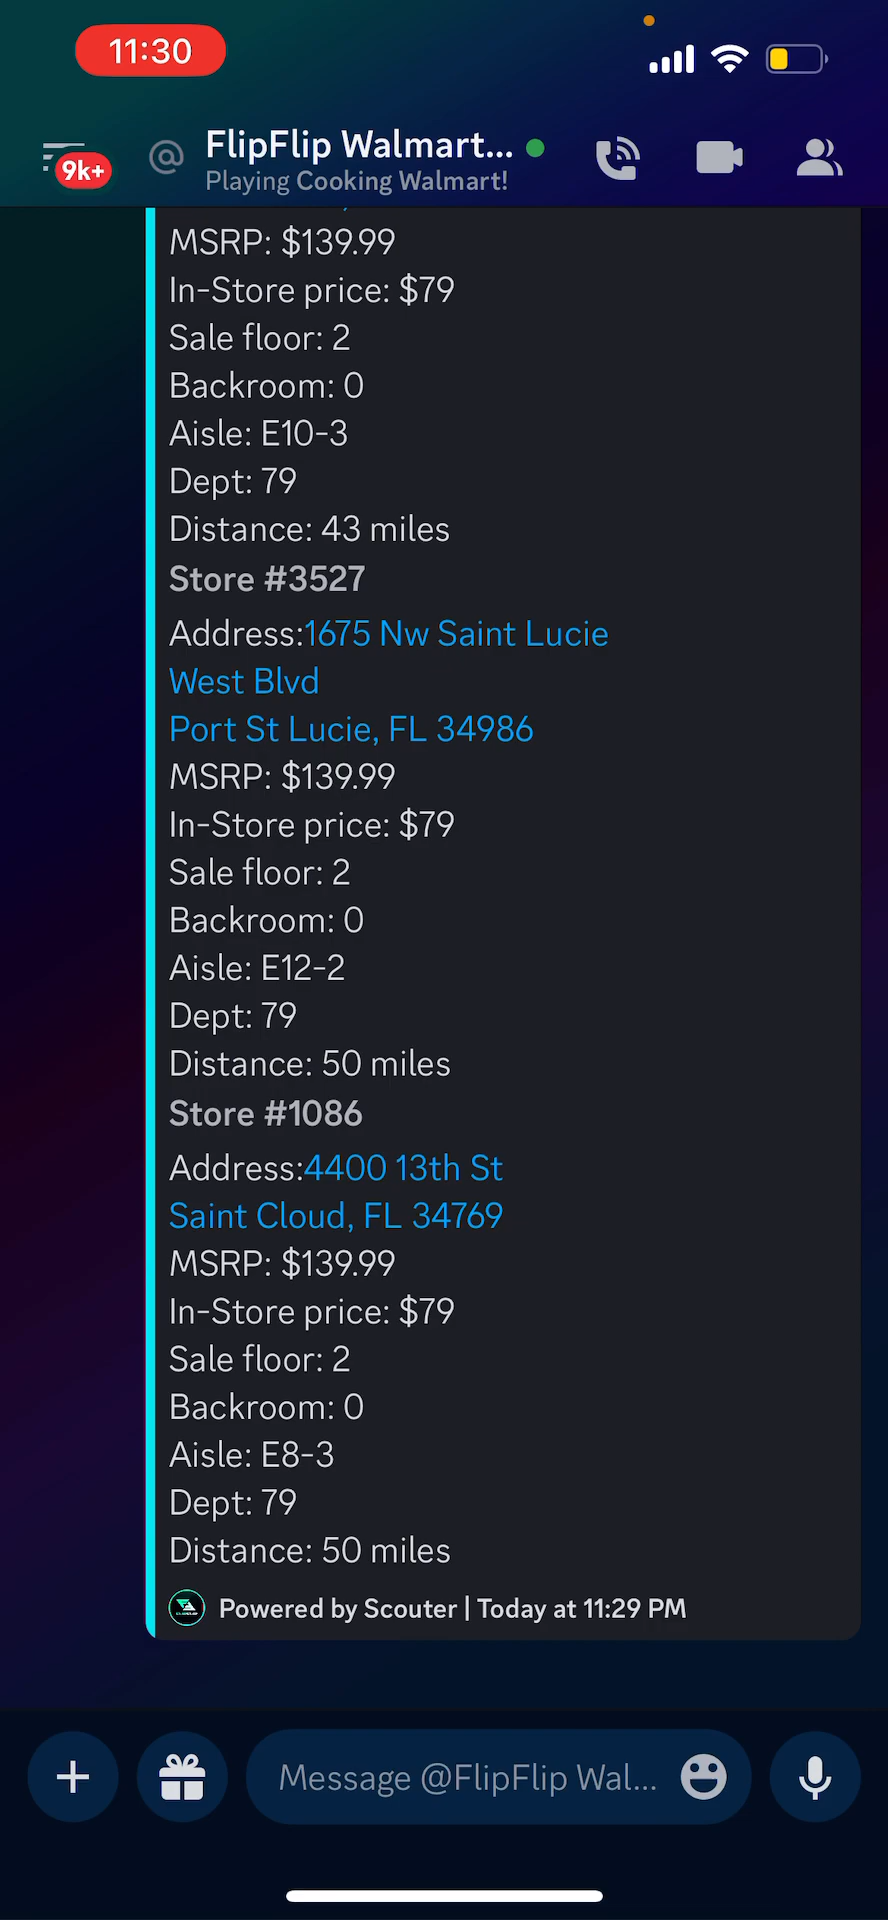 11:30
9k+
@ FlipFlip Walmart...
Playing Cooking Walmart!
MSRP: $139.99
In-Store price: $79
Sale floor: 2
Backroom: 0
Aisle: E10-3
Dept: 79
Distance: 43 miles
Store #3527
Address:1675 Nw Saint Lucie
West Blvd
Port St Lucie, FL 34986
MSRP: $139.99
In-Store price: $79
Sale floor: 2
Backroom: 0
Aisle: E12-2
Dept: 79
Distance: 50 miles
Store #1086
Address:4400 13th St
Saint Cloud, FL 34769
MSRP: $139.99
In-Store price: $79
Sale floor: 2
Backroom: 0
Aisle: E8-3
Dept: 79
Distance: 50 miles
Powered by Scouter | Today at 11:29 PM
Message @FlipFlip Wal...